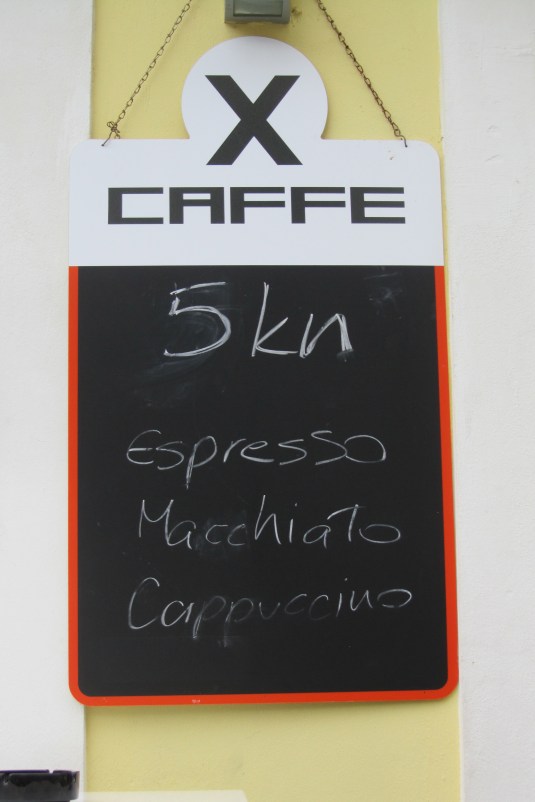 X
CAFFE
5kn
Espresso
Macchiato
Cappuccino